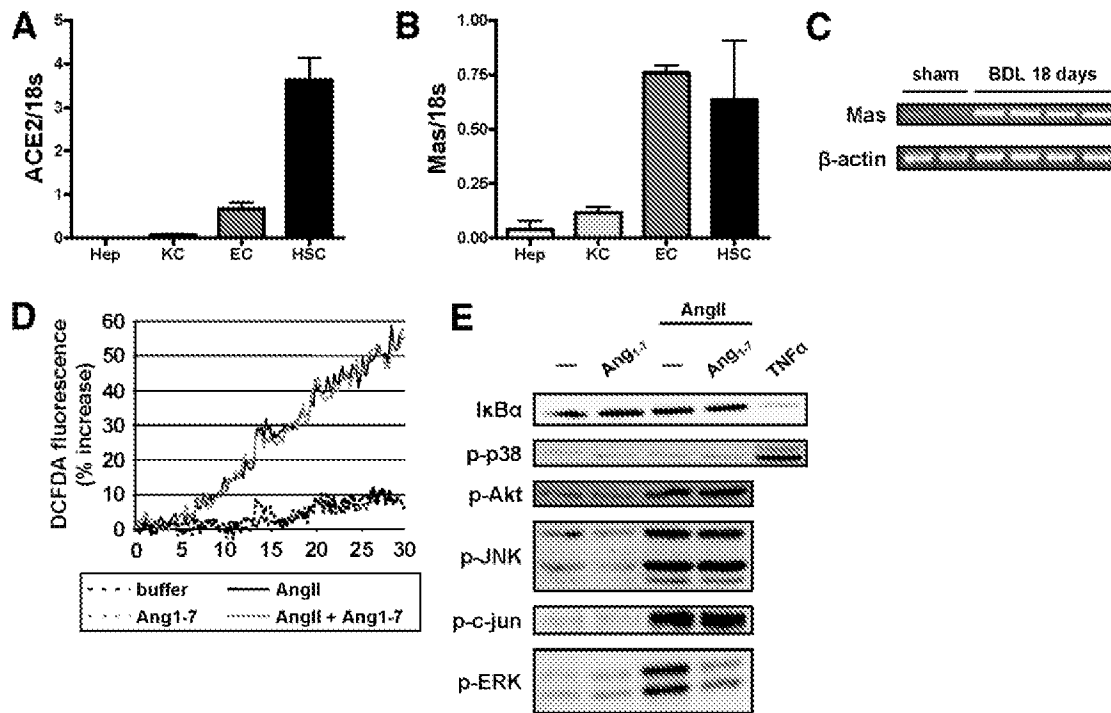 A
ACE2/18s
5
4
3
2
1
0
Hep KC EC HSC
B
Mas/18s
0.75
0.50
0.25
0.00
Hep KC EC HSC
C
sham BDL 18 days
Mas
β-actin
D
DCFDA fluorescence
(% increase)
60
50
40
30
20
10
0
0 5 10 15 20 25 30
buffer AngII
Ang1-7 AngII + Ang1-7
E
AngII
— Ang1-7 — Ang1-7 TNFα
IκBα
p-p38
p-Akt
p-JNK
p-c-jun
p-ERK